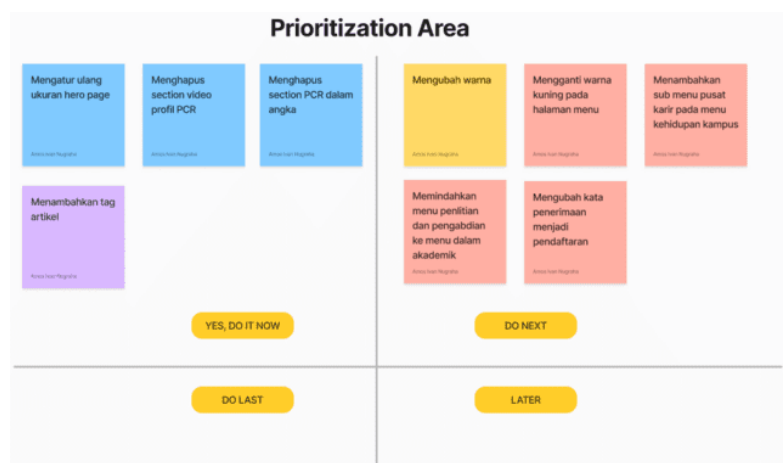 Prioritization Area
Mengatur ulang
ukuran hero page
Menghapus
section video
profil PCR
Menghapus
section PCR dalam
angka
Mengubah warna
Mengganti warna
kuning pada
halaman menu
Menambahkan
sub menu pusat
karir pada menu
kehidupan kampus
Menambahkan tag
artikel
Memindahkan
menu penlitian
dan pengabdian
ke menu dalam
akademik
Mengubah kata
penerimaan
menjadi
pendaftaran
YES, DO IT NOW
DO NEXT
DO LAST
LATER